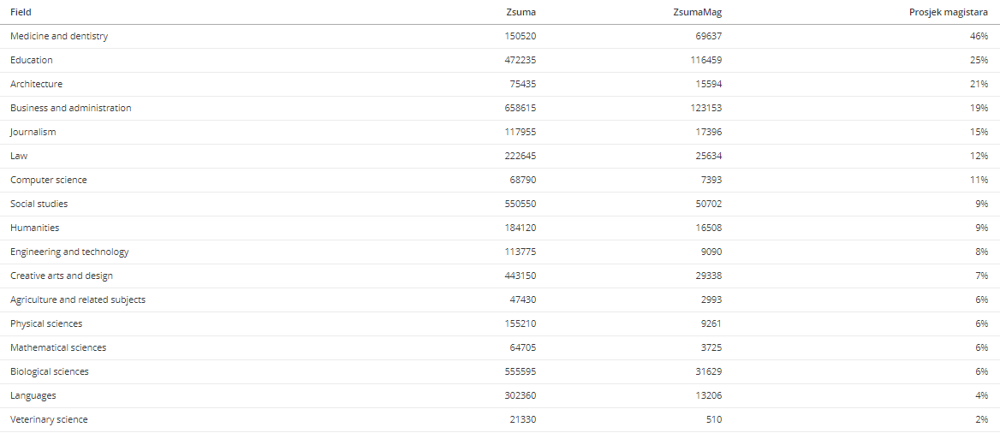 Field Zsuma ZsumaMag Prosjek magistara
Medicine and dentistry 150520 69637 46%
Education 472235 116459 25%
Architecture 75435 15594 21%
Business and administration 658615 123153 19%
Journalism 117955 17396 15%
Law 222645 25634 12%
Computer science 68790 7393 11%
Social studies 550550 50702 9%
Humanities 184120 16508 9%
Engineering and technology 113775 9090 8%
Creative arts and design 443150 29338 7%
Agriculture and related subjects 47430 2993 6%
Physical sciences 155210 9261 6%
Mathematical sciences 64705 3725 6%
Biological sciences 555595 31629 6%
Languages 302360 13206 4%
Veterinary science 21330 510 2%